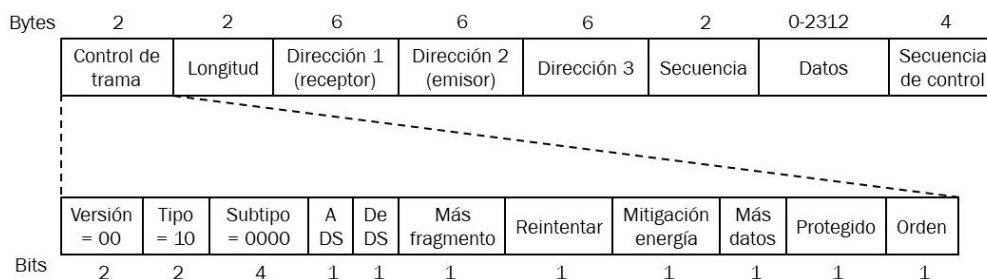 Bytes 2 2 6 6 6 2 0-2312 4
Control de trama Longitud Dirección 1 (receptor) Dirección 2 (emisor) Dirección 3 Secuencia Datos Secuencia de control
Versión = 00 Tipo = 10 Subtipo = 0000 A DS De DS Más fragmento Reintentar Mitigación energía Más datos Protegido Orden
Bits 2 2 4 1 1 1 1 1 1 1 1